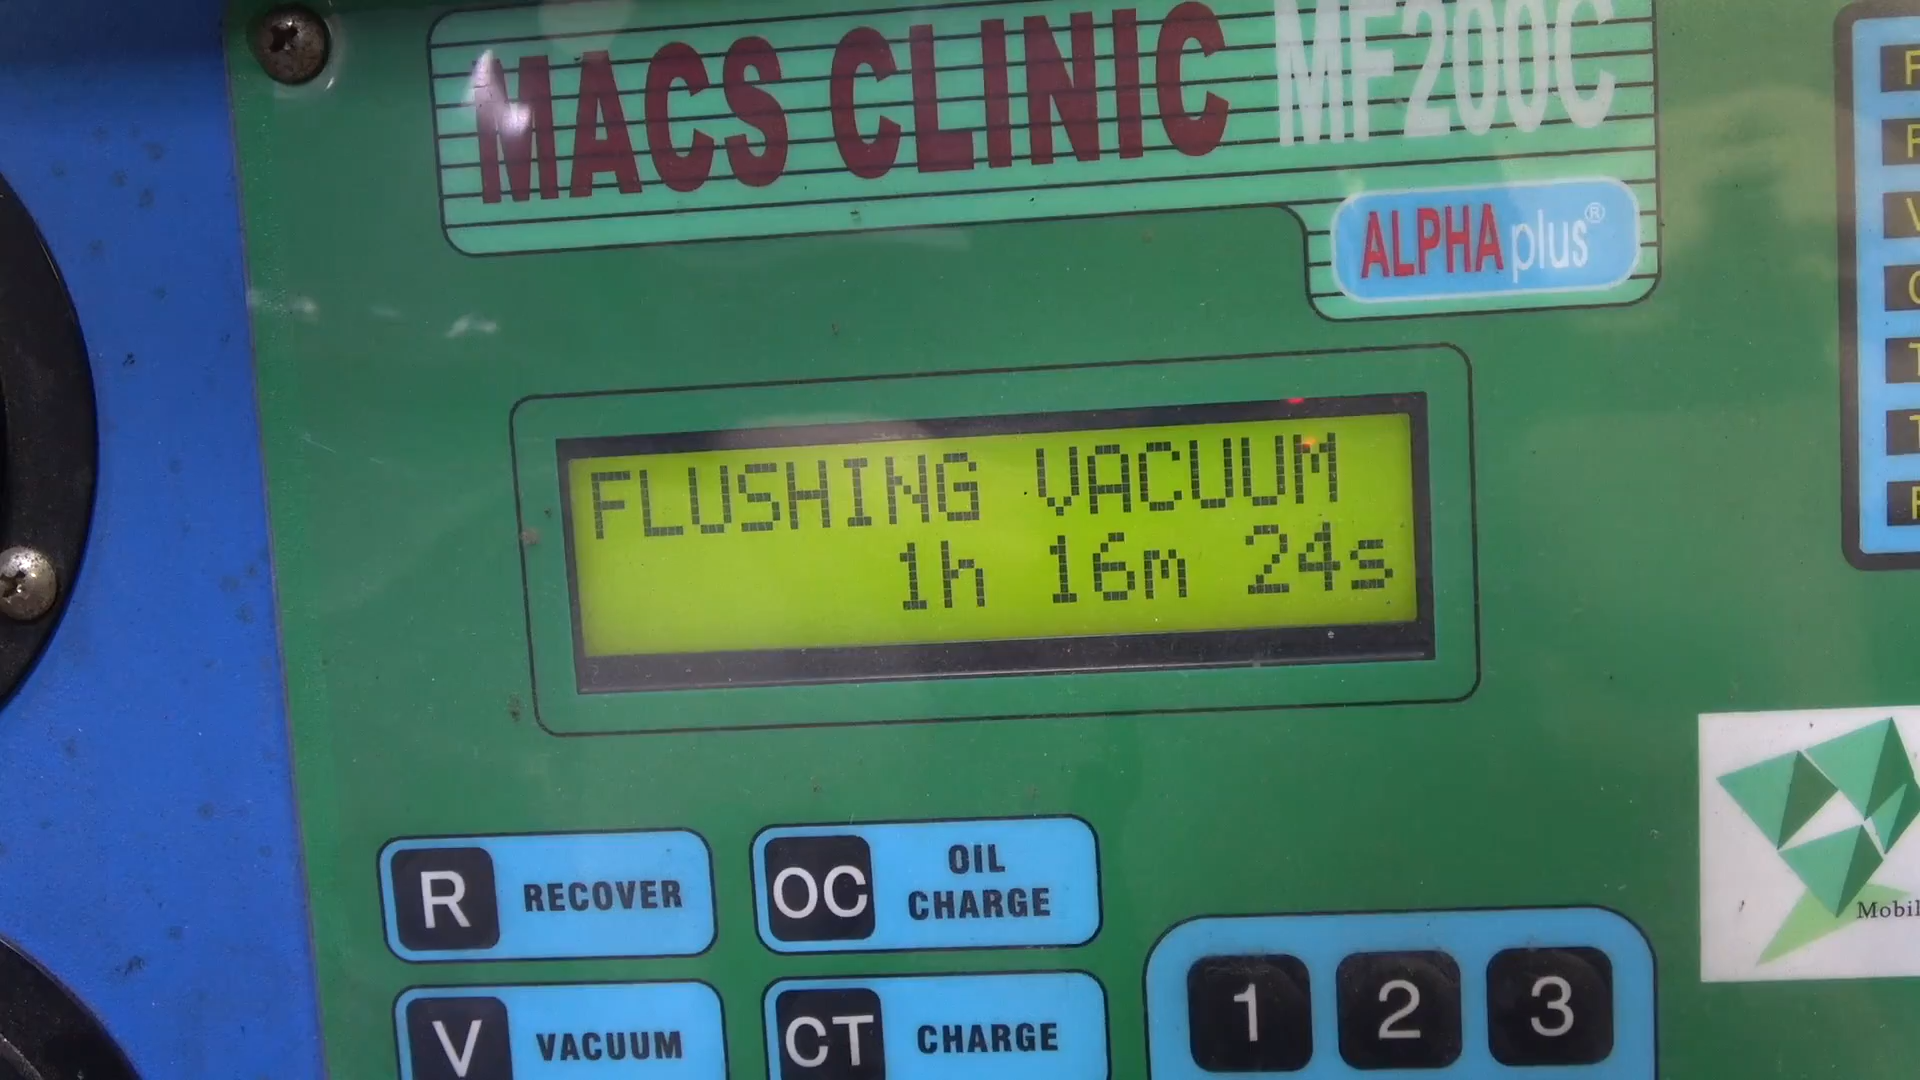 MACS CLINIC MF200C
ALPHA plus®
FLUSHING VACUUM
1h 16m 24s
R RECOVER
OC OIL CHARGE
V VACUUM
CT CHARGE
1 2 3